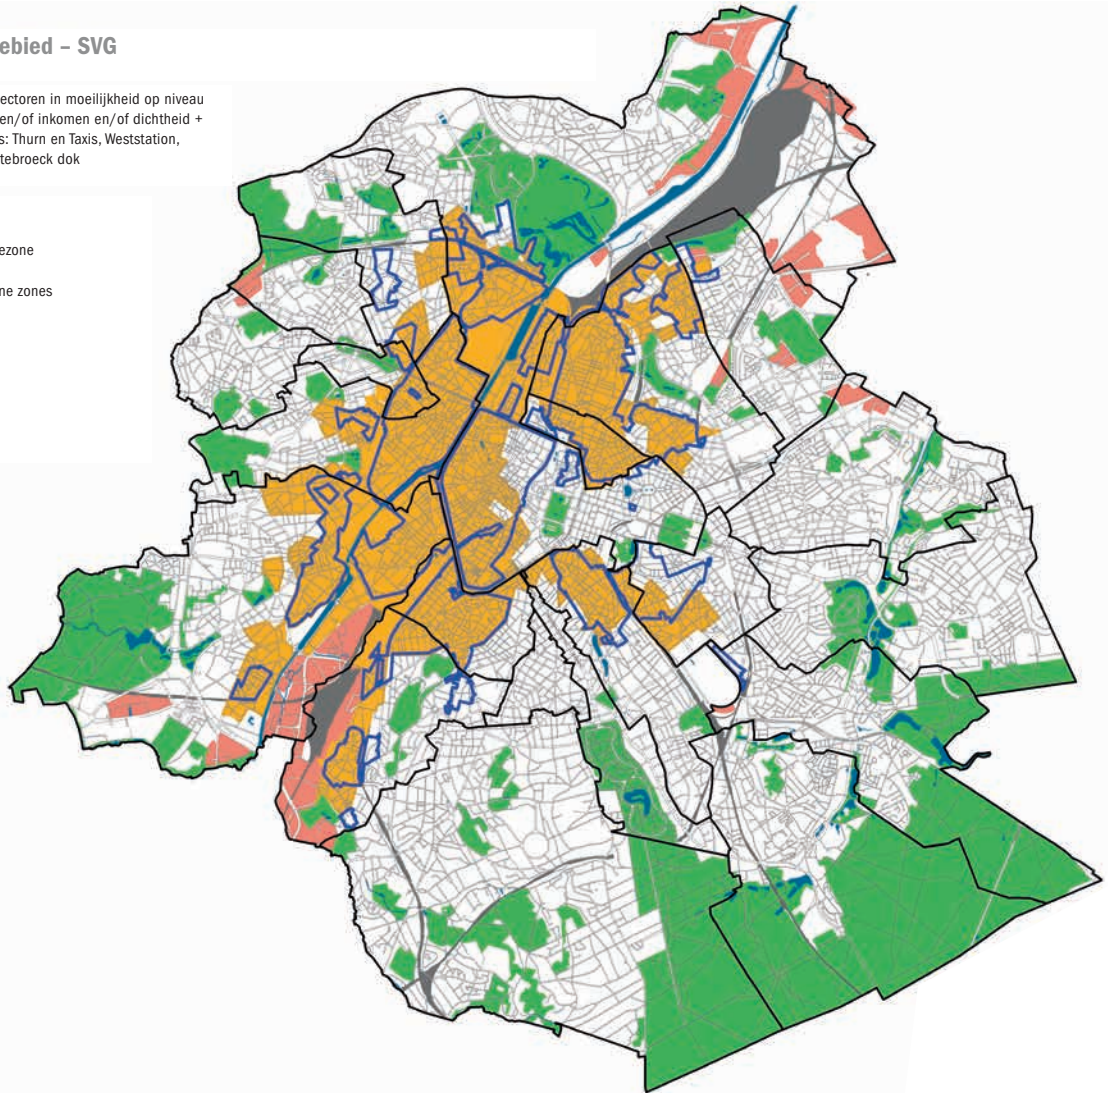 ebied – SVG
ectoren in moeilijkheid op niveau
en/of inkomen en/of dichtheid +
s: Thurn en Taxis, Weststation,
tebroeck dok
ezone
ne zones